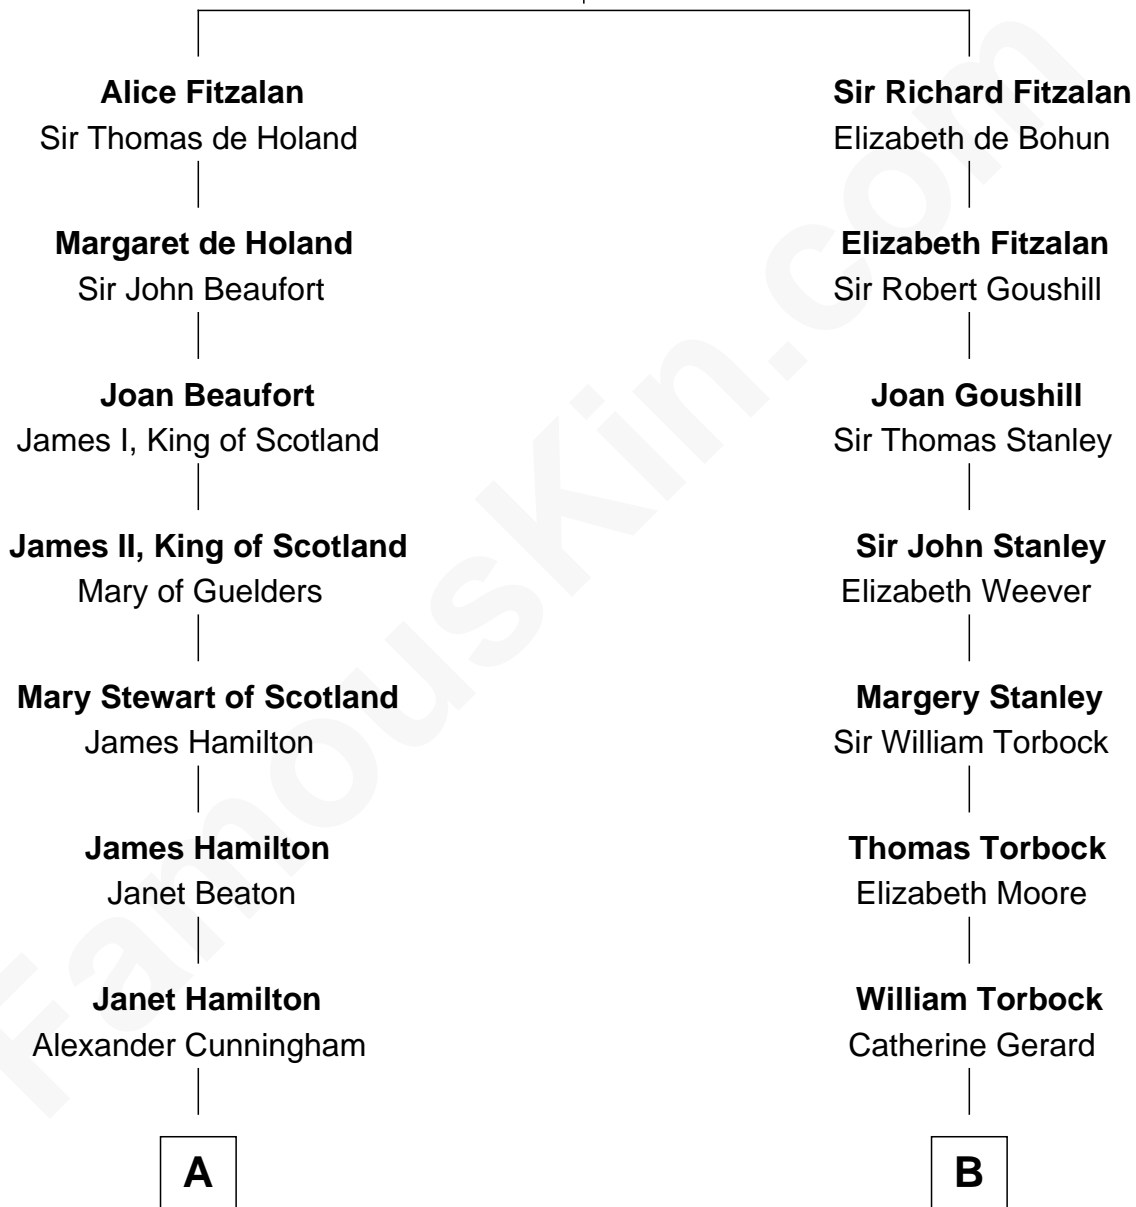 Alice Fitzalan
Sir Thomas de Holand
Sir Richard Fitzalan
Elizabeth de Bohun
Margaret de Holand
Sir John Beaufort
Elizabeth Fitzalan
Sir Robert Goushill
Joan Beaufort
James I, King of Scotland
Joan Goushill
Sir Thomas Stanley
James II, King of Scotland
Mary of Guelders
Sir John Stanley
Elizabeth Weever
Mary Stewart of Scotland
James Hamilton
Margery Stanley
Sir William Torbock
James Hamilton
Janet Beaton
Thomas Torbock
Elizabeth Moore
Janet Hamilton
Alexander Cunningham
William Torbock
Catherine Gerard
A
B
FamousKin.com